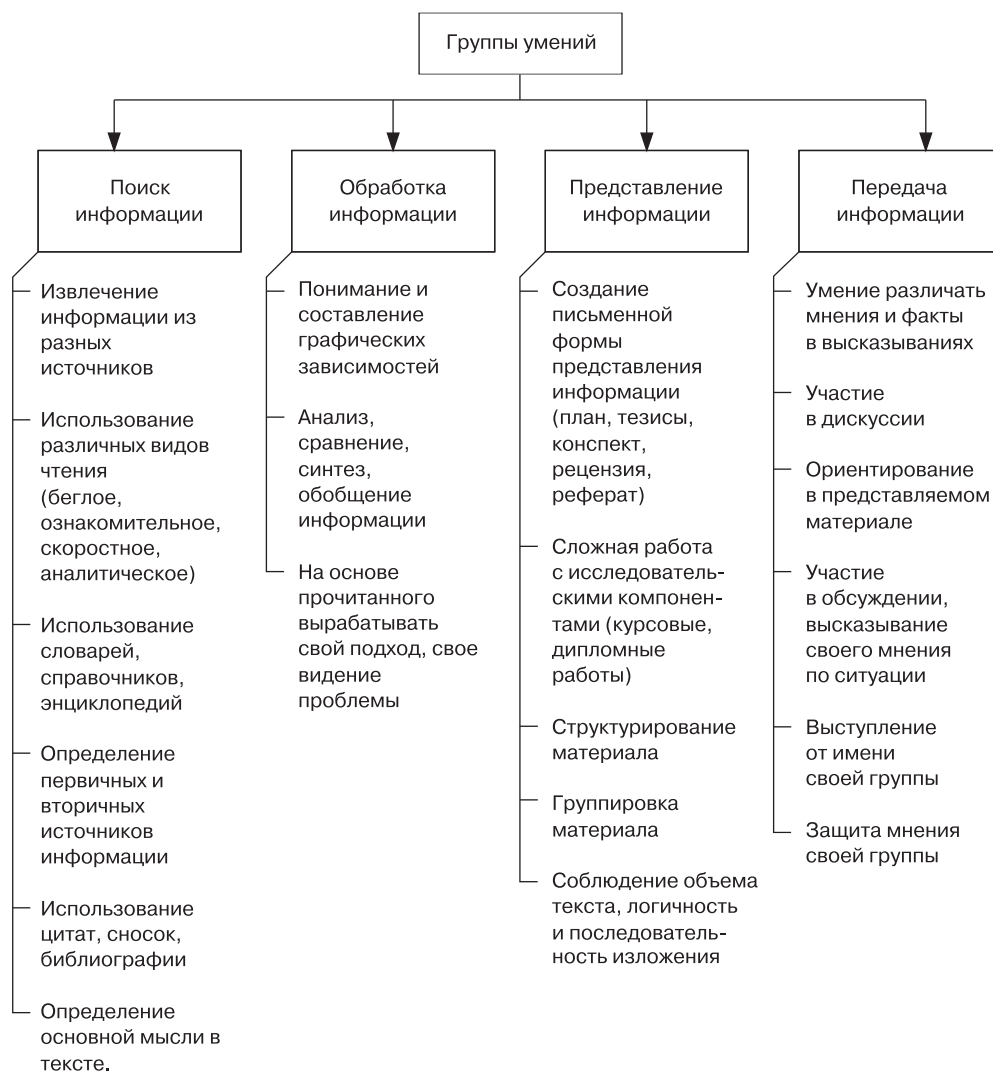 Группы умений
Поиск
информации
Обработка
информации
Представление
информации
Передача
информации
Извлечение
информации из
разных
источников
Использование
различных видов
чтения
(беглое,
ознакомительное,
скоростное,
аналитическое)
Использование
словарей,
справочников,
энциклопедий
Определение
первичных и
вторичных
источников
информации
Использование
цитат, сносок,
библиографии
Определение
основной мысли в
тексте.
Понимание и
составление
графических
зависимостей
Анализ,
сравнение,
синтез,
обобщение
информации
На основе
прочитанного
вырабатывать
свой подход, свое
видение
проблемы
Создание
письменной
формы
представления
информации
(план, тезисы,
конспект,
рецензия,
реферат)
Сложная работа
с исследователь-
скими компонен-
тами (курсовые,
дипломные
работы)
Структурирование
материала
Группировка
материала
Соблюдение объема
текста, логичность
и последователь-
ность изложения
Умение различать
мнения и факты
в высказываниях
Участие
в дискуссии
Ориентирование
в представляемом
материале
Участие
в обсуждении,
высказывание
своего мнения
по ситуации
Выступление
от имени
своей группы
Защита мнения
своей группы